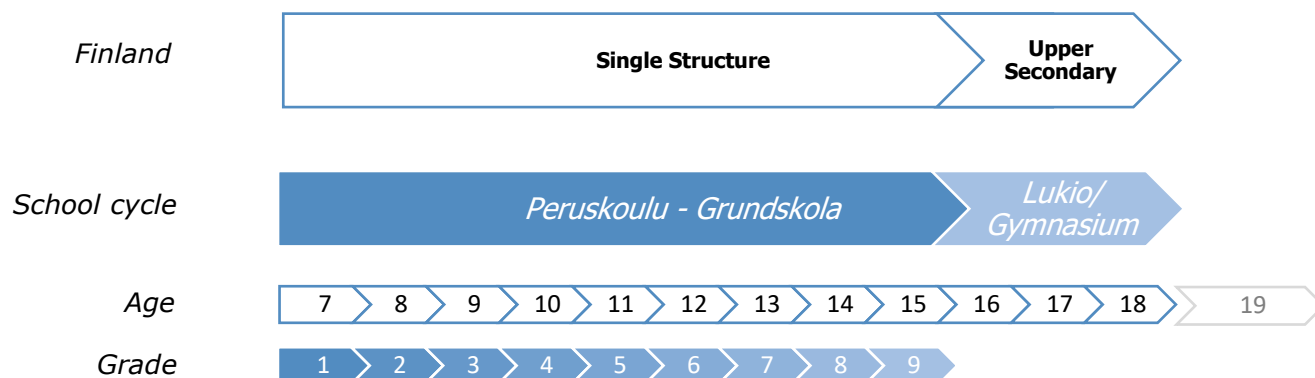 Finland
Single Structure
Upper
Secondary
School cycle
Peruskoulu - Grundskola
Lukio/
Gymnasium
Age
7 8 9 10 11 12 13 14 15 16 17 18 19
Grade
1 2 3 4 5 6 7 8 9